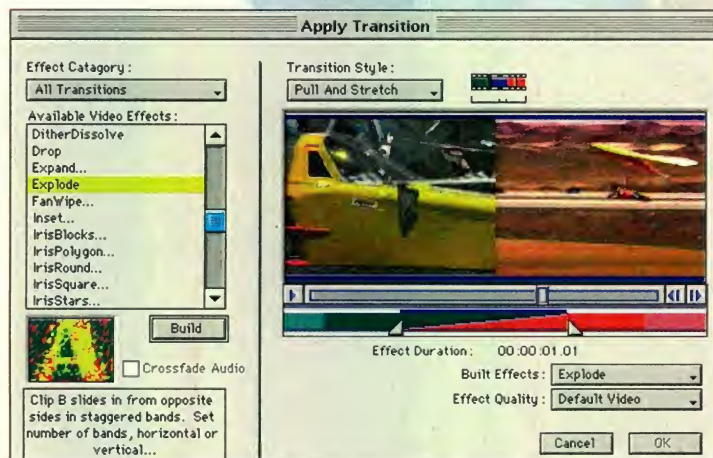 Apply Transition
Effect Catagory:
All Transitions
Available Video Effects:
DitherDissolve
Drop
Expand...
Explode
FanWipe...
Inset...
IrisBlocks...
IrisPolygon...
IrisRound...
IrisSquare...
IrisStars...
A
Build
Crossfade Audio
Clip B slides in from opposite
sides in staggered bands. Set
number of bands, horizontal or
vertical...
Transition Style:
Pull And Stretch
Effect Duration: 00:00:01.01
Built Effects: Explode
Effect Quality: Default Video
Cancel
OK